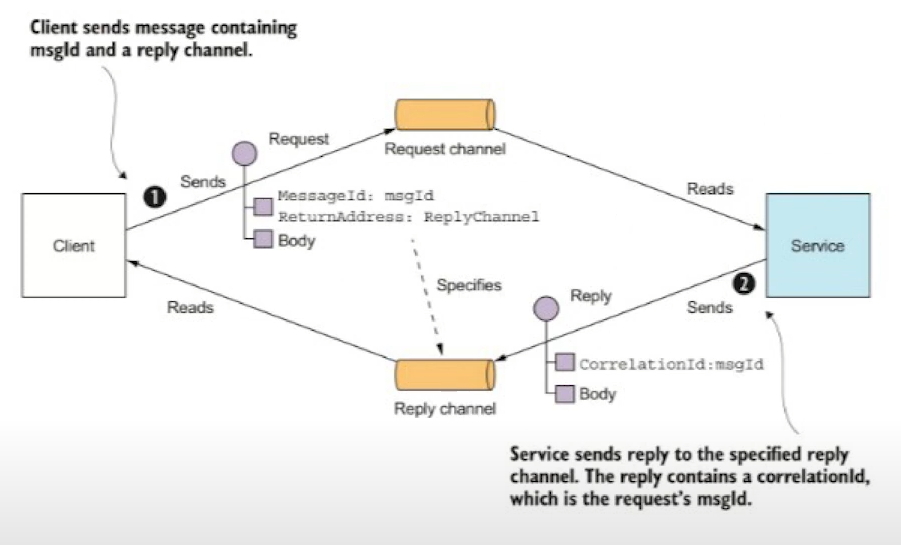 Client sends message containing
msgId and a reply channel.
Request
Request channel
Sends
1
MessageId: msgId
ReturnAddress: ReplyChannel
Body
Reads
Client
Service
Specifies
2
Reply
Sends
Reads
CorrelationId:msgId
Body
Reply channel
Service sends reply to the specified reply
channel. The reply contains a correlationId,
which is the request's msgId.